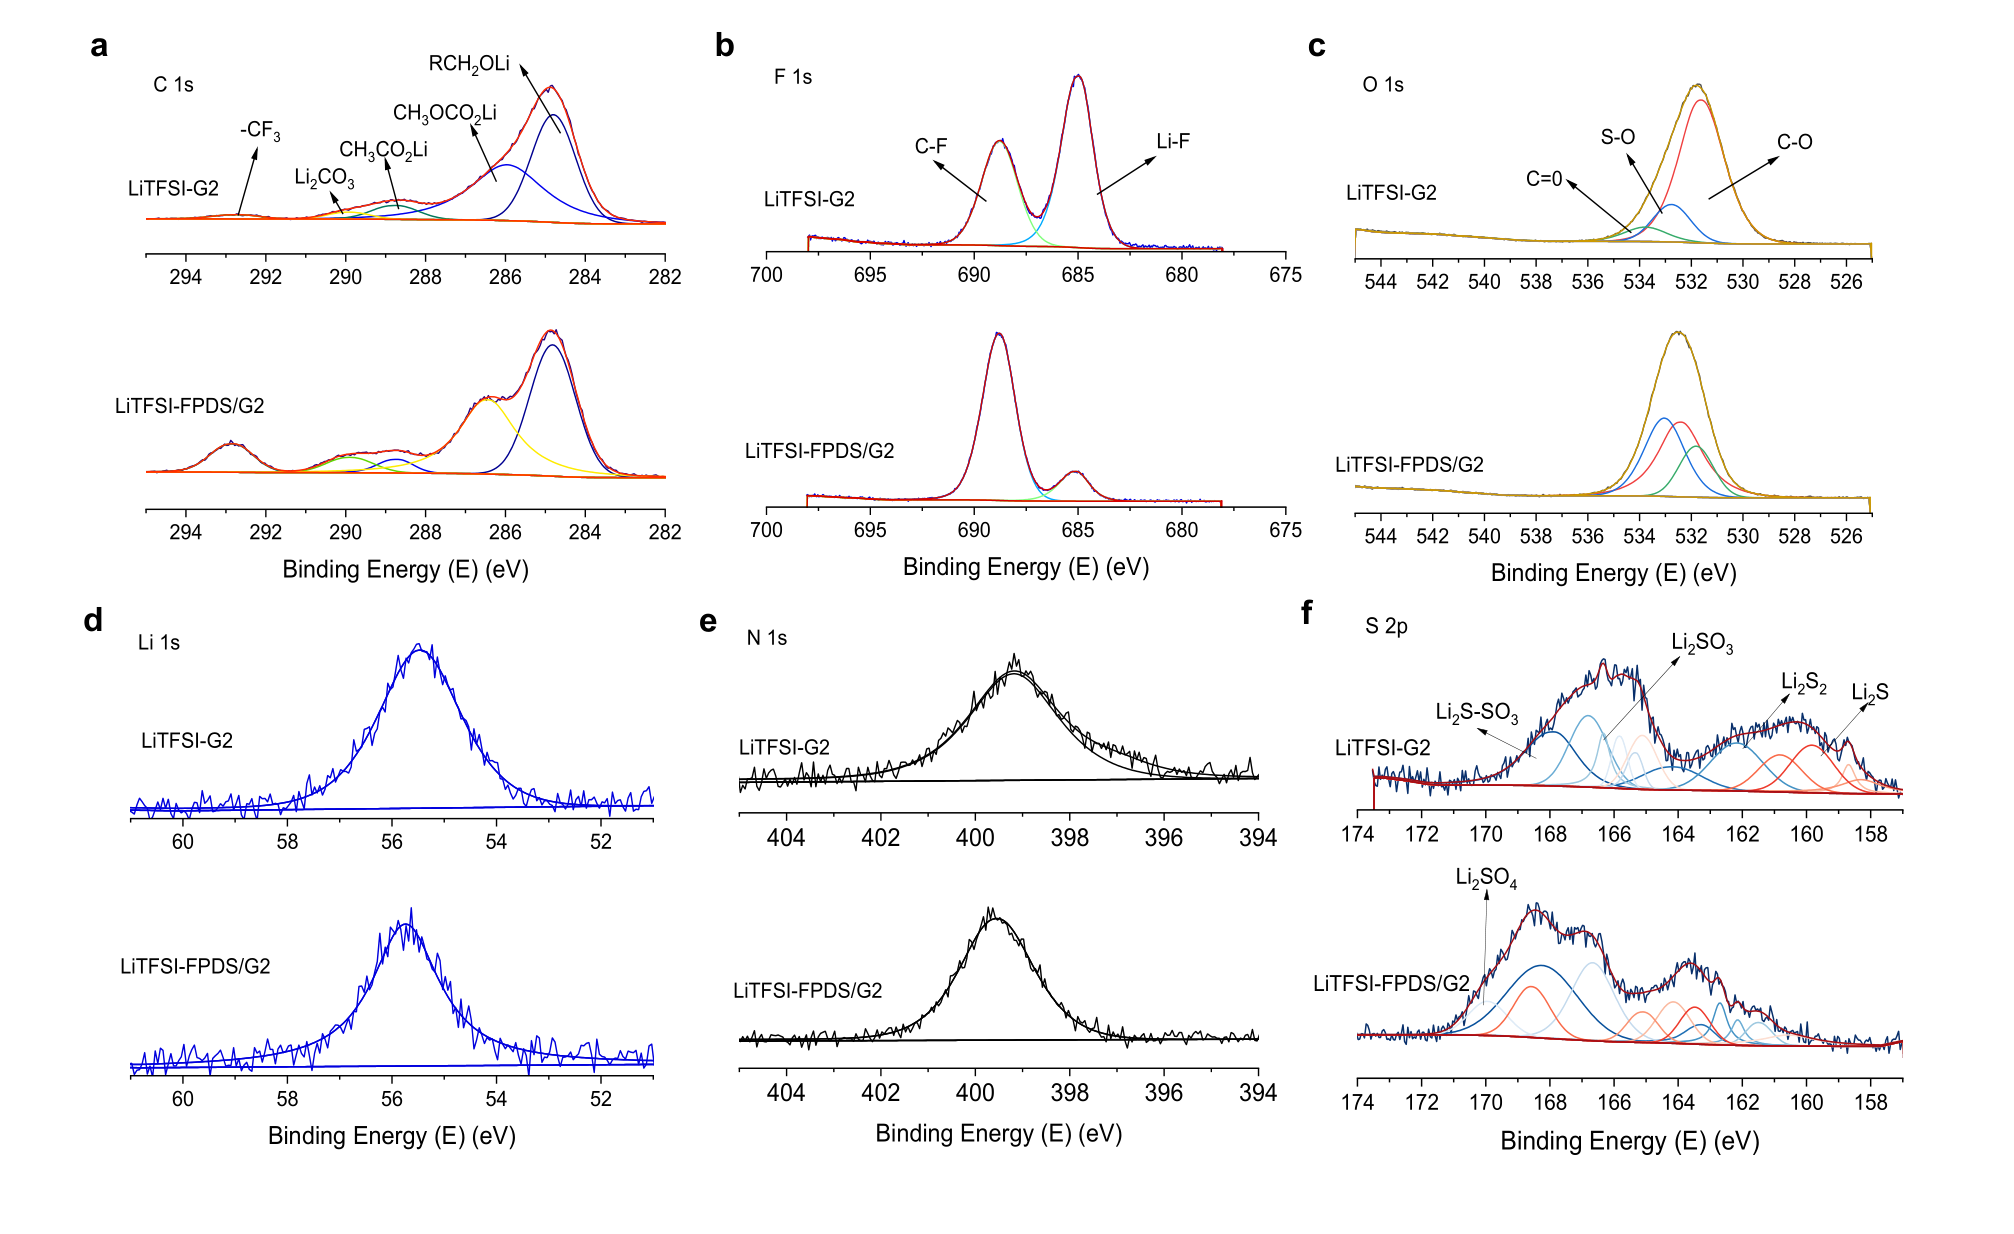 a
C 1s
RCH₂OLi
CH₃OCO₂Li
-CF₃
CH₃CO₂Li
Li₂CO₃
LiTFSI-G2
294 292 290 288 286 284 282
LiTFSI-FPDS/G2
294 292 290 288 286 284 282
Binding Energy (E) (eV)
b
F 1s
C-F
Li-F
LiTFSI-G2
700 695 690 685 680 675
LiTFSI-FPDS/G2
700 695 690 685 680 675
Binding Energy (E) (eV)
c
O 1s
S-O
C-O
C=0
LiTFSI-G2
544 542 540 538 536 534 532 530 528 526
LiTFSI-FPDS/G2
544 542 540 538 536 534 532 530 528 526
Binding Energy (E) (eV)
d
Li 1s
LiTFSI-G2
60 58 56 54 52
LiTFSI-FPDS/G2
60 58 56 54 52
Binding Energy (E) (eV)
e
N 1s
LiTFSI-G2
404 402 400 398 396 394
LiTFSI-FPDS/G2
404 402 400 398 396 394
Binding Energy (E) (eV)
f
S 2p
Li₂SO₃
Li₂S₂
Li₂S
Li₂S-SO₃
LiTFSI-G2
174 172 170 168 166 164 162 160 158
Li₂SO₄
LiTFSI-FPDS/G2
174 172 170 168 166 164 162 160 158
Binding Energy (E) (eV)